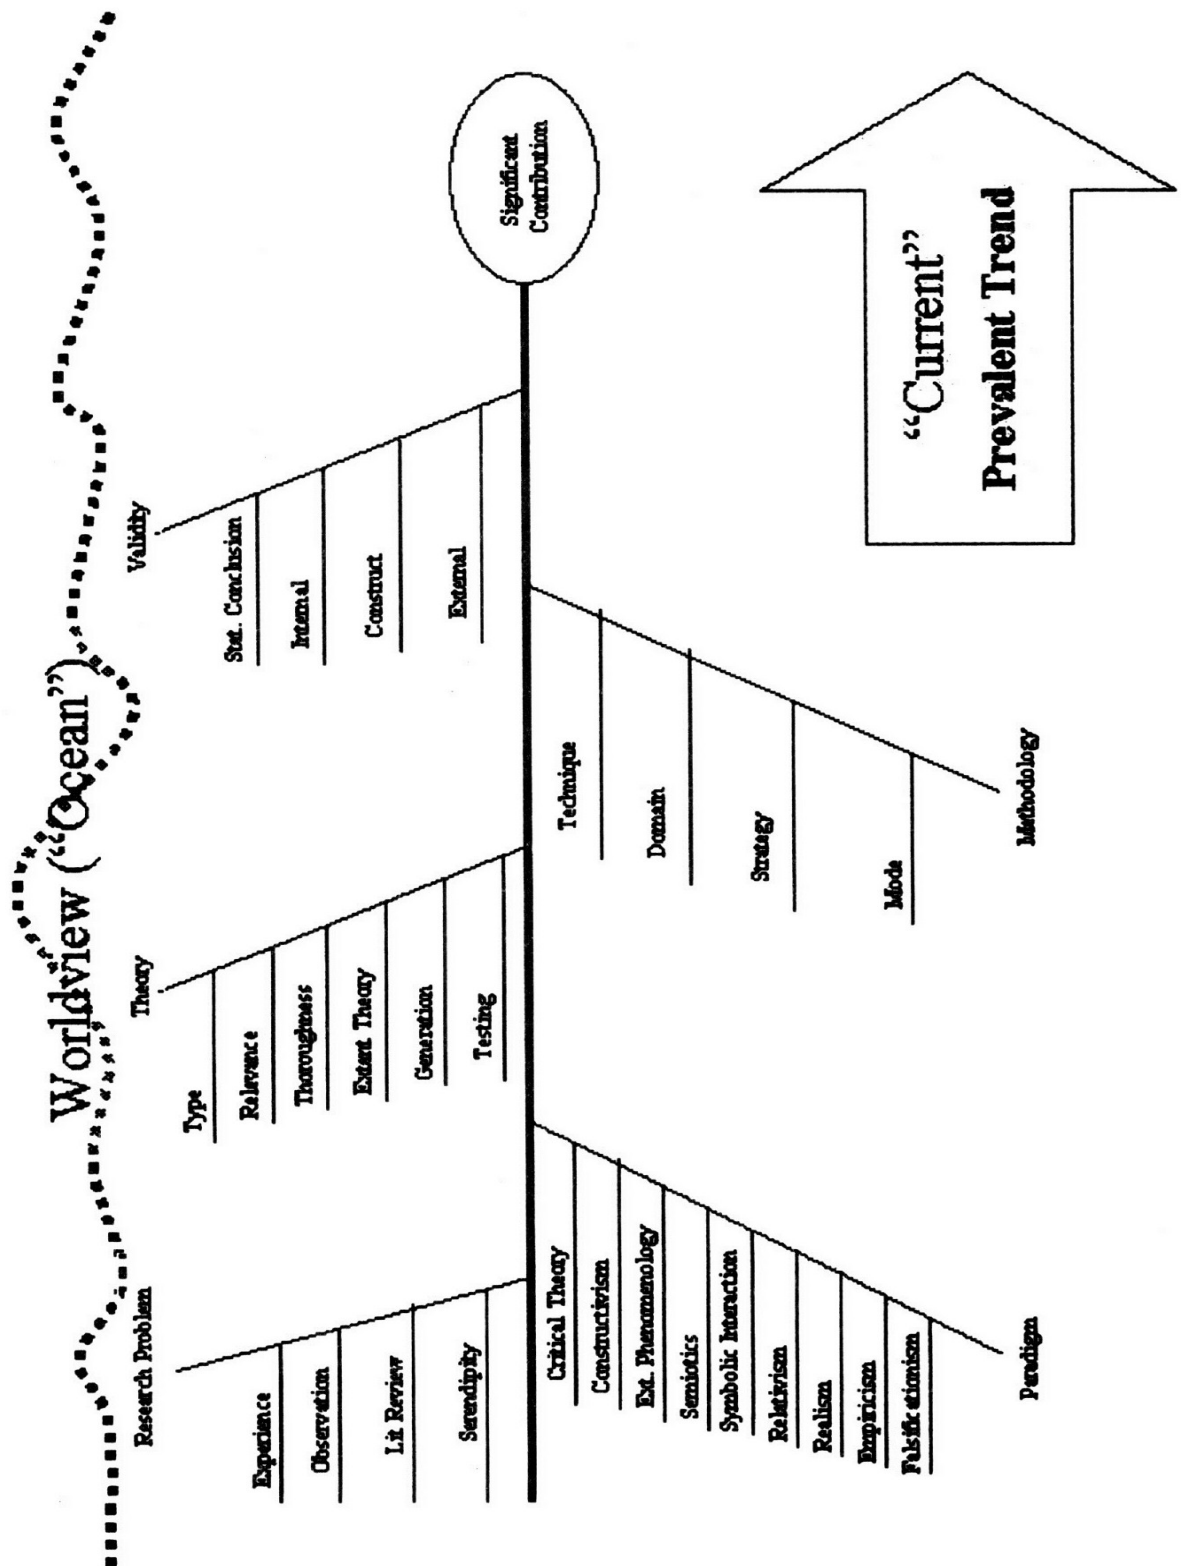 Worldview (“Ocean”)
Research Problem
Experience
Observation
Lit Review
Serendipity
Theory
Type
Relevance
Thoroughness
Extent Theory
Generation
Testing
Validity
Stat. Conclusion
Internal
Construct
External
Significant
Contribution
Critical Theory
Constructivism
Ext. Phenomenology
Semiotics
Symbolic Interaction
Relativism
Realism
Empiricism
Falsificationism
Paradigm
Technique
Domain
Strategy
Mode
Methodology
“Current”
Prevalent Trend